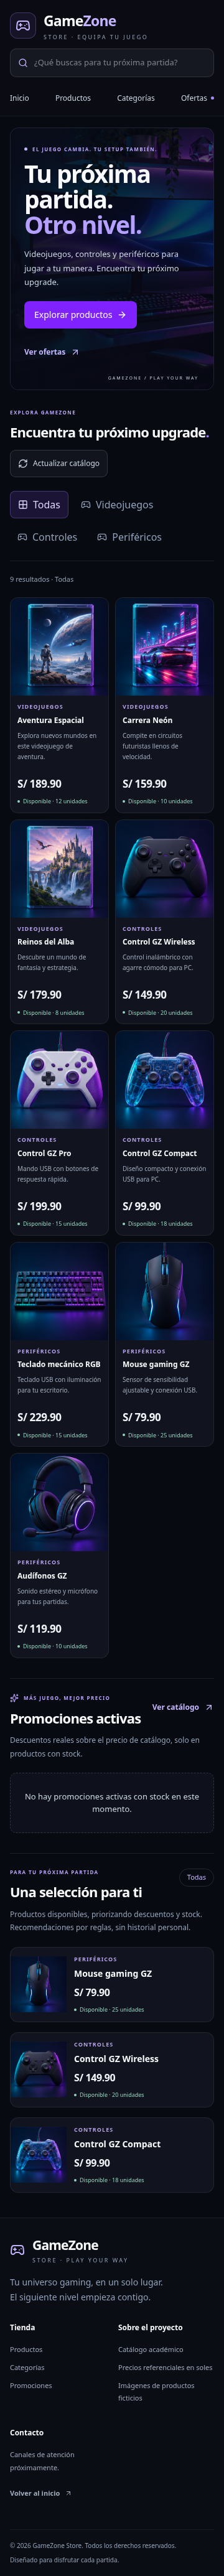 GameZone
STORE · EQUIPA TU JUEGO
¿Qué buscas para tu próxima partida?
Inicio Productos Categorías Ofertas
EL JUEGO CAMBIA. TU SETUP TAMBIÉN.
Tu próxima
partida.
Otro nivel.
Videojuegos, controles y periféricos para
jugar a tu manera. Encuentra tu próximo
upgrade.
Explorar productos →
Ver ofertas ↗
GAMEZONE / PLAY YOUR WAY
EXPLORA GAMEZONE
Encuentra tu próximo upgrade.
Actualizar catálogo
Todas Videojuegos
Controles Periféricos
9 resultados · Todas
VIDEOJUEGOS
Aventura Espacial
Explora nuevos mundos en
este videojuego de
aventura.
S/ 189.90
Disponible · 12 unidades
VIDEOJUEGOS
Carrera Neón
Compite en circuitos
futuristas llenos de
velocidad.
S/ 159.90
Disponible · 10 unidades
VIDEOJUEGOS
Reinos del Alba
Descubre un mundo de
fantasía y estrategia.
S/ 179.90
Disponible · 8 unidades
CONTROLES
Control GZ Wireless
Control inalámbrico con
agarre cómodo para PC.
S/ 149.90
Disponible · 20 unidades
CONTROLES
Control GZ Pro
Mando USB con botones de
respuesta rápida.
S/ 199.90
Disponible · 15 unidades
CONTROLES
Control GZ Compact
Diseño compacto y conexión
USB para PC.
S/ 99.90
Disponible · 18 unidades
PERIFÉRICOS
Teclado mecánico RGB
Teclado USB con iluminación
para tu escritorio.
S/ 229.90
Disponible · 15 unidades
PERIFÉRICOS
Mouse gaming GZ
Sensor de sensibilidad
ajustable y conexión USB.
S/ 79.90
Disponible · 25 unidades
PERIFÉRICOS
Audífonos GZ
Sonido estéreo y micrófono
para tus partidas.
S/ 119.90
Disponible · 10 unidades
MÁS JUEGO, MEJOR PRECIO
Promociones activas
Ver catálogo ↗
Descuentos reales sobre el precio de catálogo, solo en
productos con stock.
No hay promociones activas con stock en este
momento.
PARA TU PRÓXIMA PARTIDA
Una selección para ti
Todas
Productos disponibles, priorizando descuentos y stock.
Recomendaciones por reglas, sin historial personal.
PERIFÉRICOS
Mouse gaming GZ
S/ 79.90
Disponible · 25 unidades
CONTROLES
Control GZ Wireless
S/ 149.90
Disponible · 20 unidades
CONTROLES
Control GZ Compact
S/ 99.90
Disponible · 18 unidades
GameZone
STORE · PLAY YOUR WAY
Tu universo gaming, en un solo lugar.
El siguiente nivel empieza contigo.
Tienda
Productos
Categorías
Promociones
Sobre el proyecto
Catálogo académico
Precios referenciales en soles
Imágenes de productos
ficticios
Contacto
Canales de atención
próximamente.
Volver al inicio ↗
© 2026 GameZone Store. Todos los derechos reservados.
Diseñado para disfrutar cada partida.